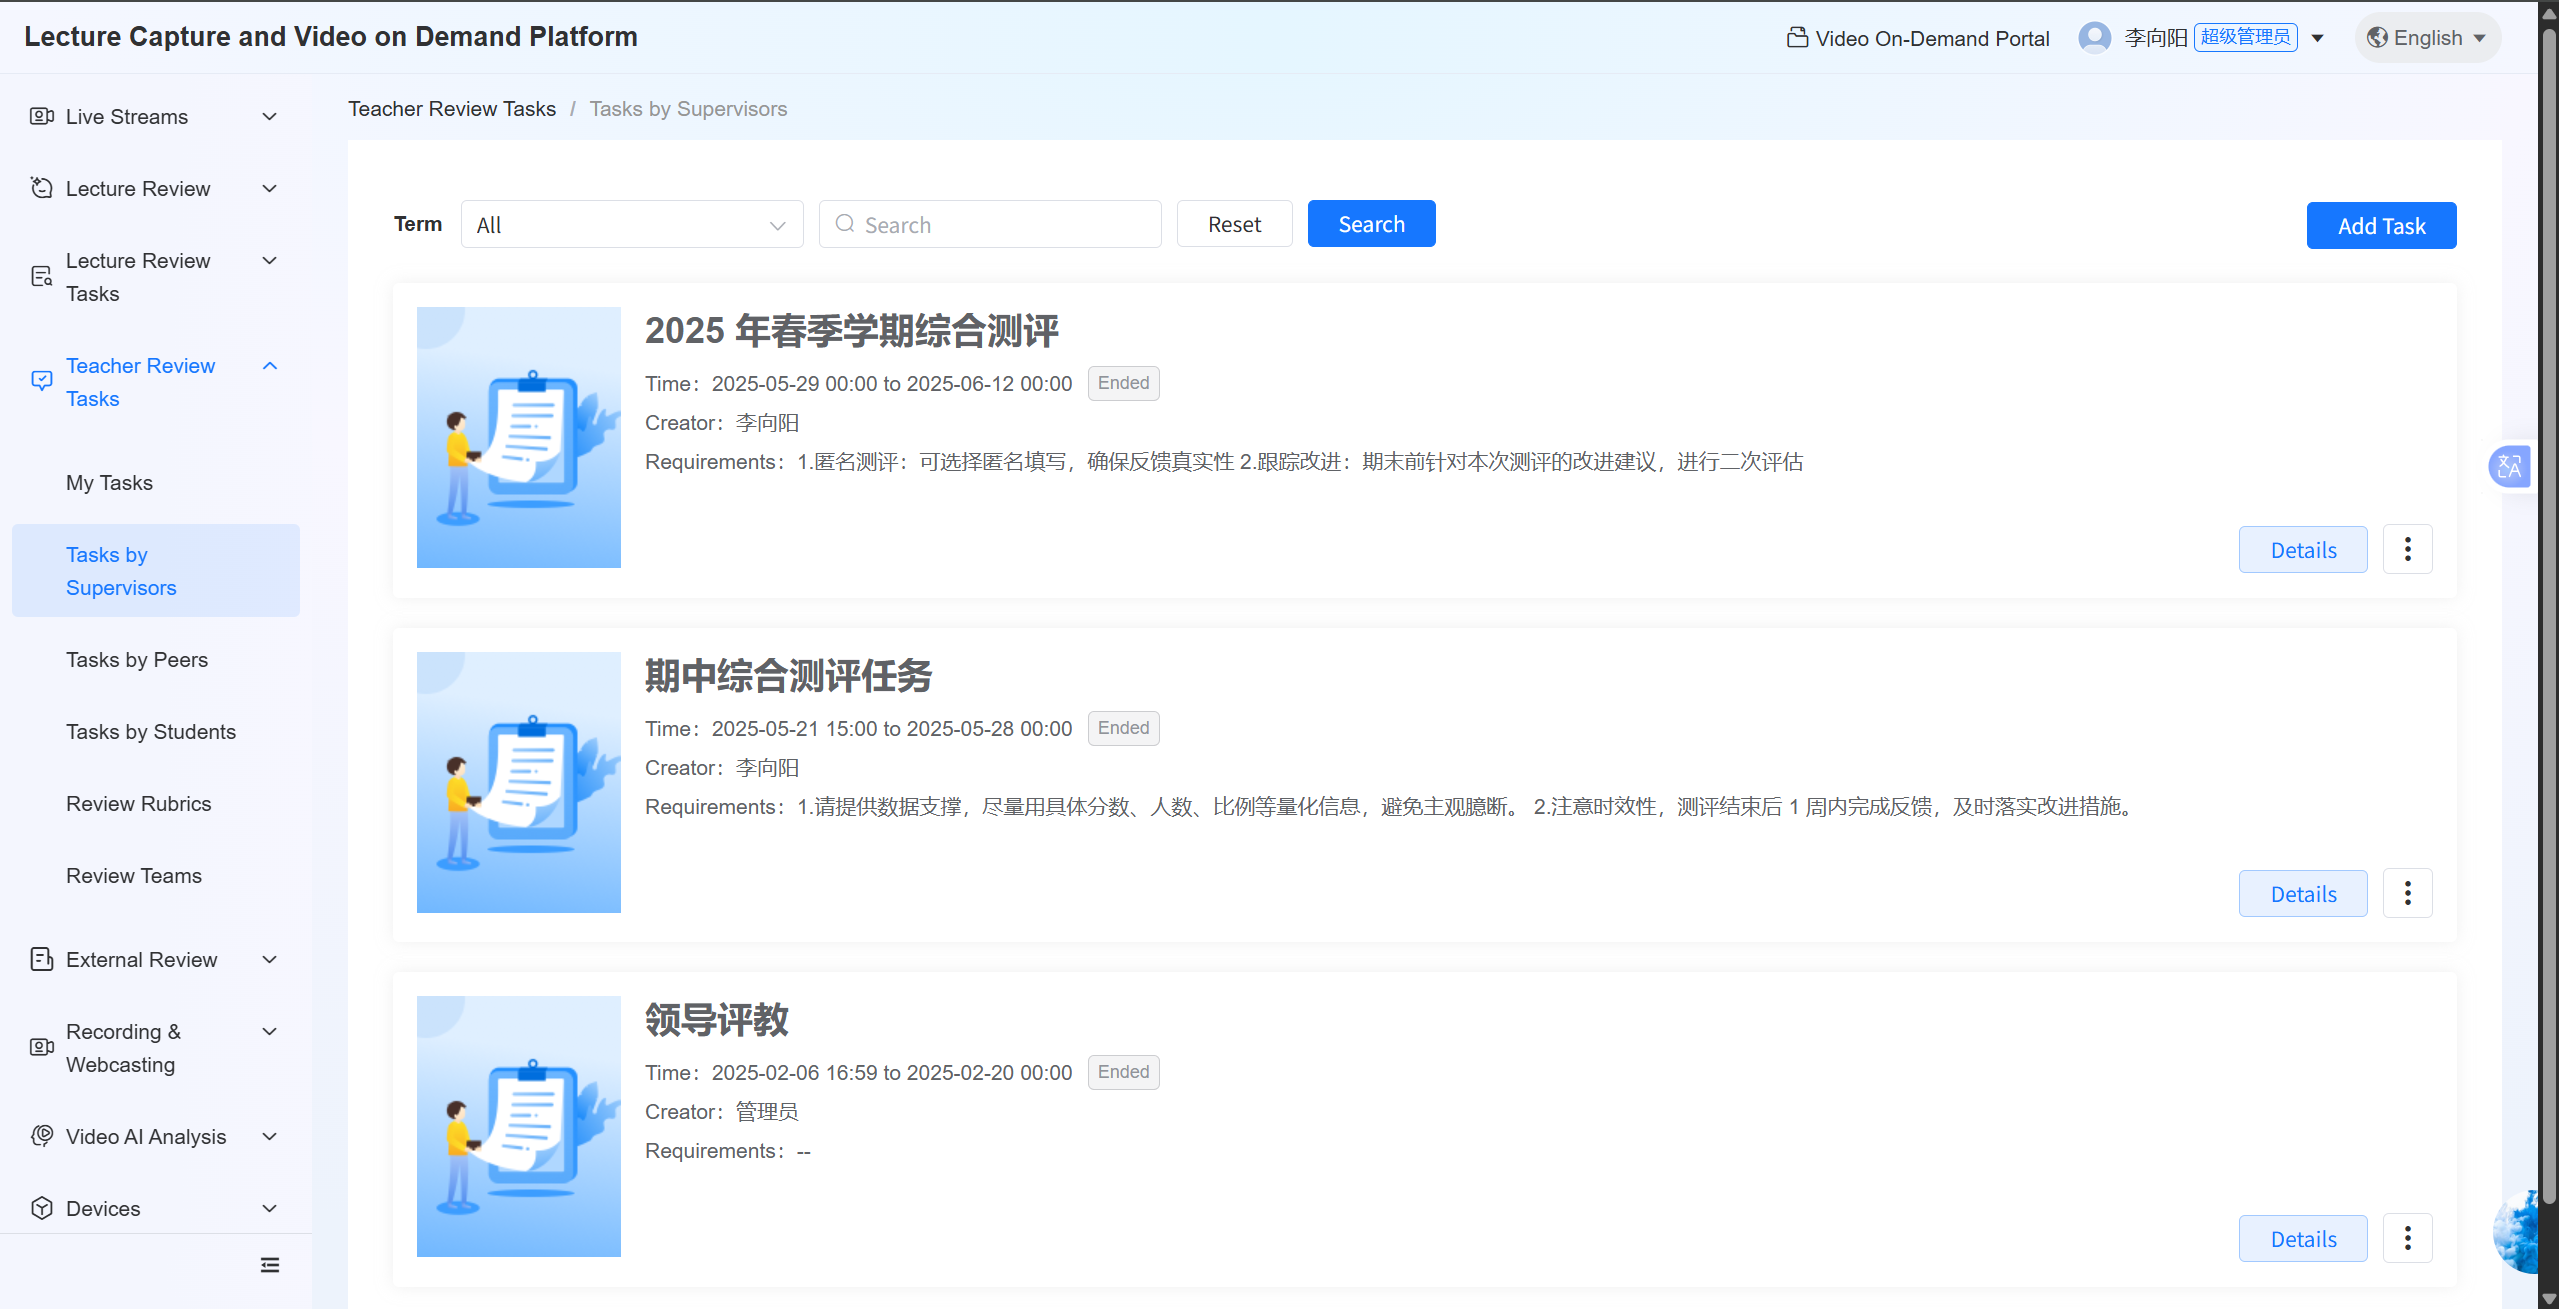 Lecture Capture and Video on Demand Platform
Video On-Demand Portal
李向阳 超级管理员
English
Live Streams
Lecture Review
Lecture Review
Tasks
Teacher Review
Tasks
My Tasks
Tasks by
Supervisors
Tasks by Peers
Tasks by Students
Review Rubrics
Review Teams
External Review
Recording &
Webcasting
Video AI Analysis
Devices
Teacher Review Tasks / Tasks by Supervisors
Term All Search Reset Search Add Task
2025 年春季学期综合测评
Time：2025-05-29 00:00 to 2025-06-12 00:00 Ended
Creator：李向阳
Requirements：1.匿名测评：可选择匿名填写，确保反馈真实性 2.跟踪改进：期末前针对本次测评的改进建议，进行二次评估
Details
期中综合测评任务
Time：2025-05-21 15:00 to 2025-05-28 00:00 Ended
Creator：李向阳
Requirements：1.请提供数据支撑，尽量用具体分数、人数、比例等量化信息，避免主观臆断。 2.注意时效性，测评结束后 1 周内完成反馈，及时落实改进措施。
Details
领导评教
Time：2025-02-06 16:59 to 2025-02-20 00:00 Ended
Creator：管理员
Requirements：--
Details
文A